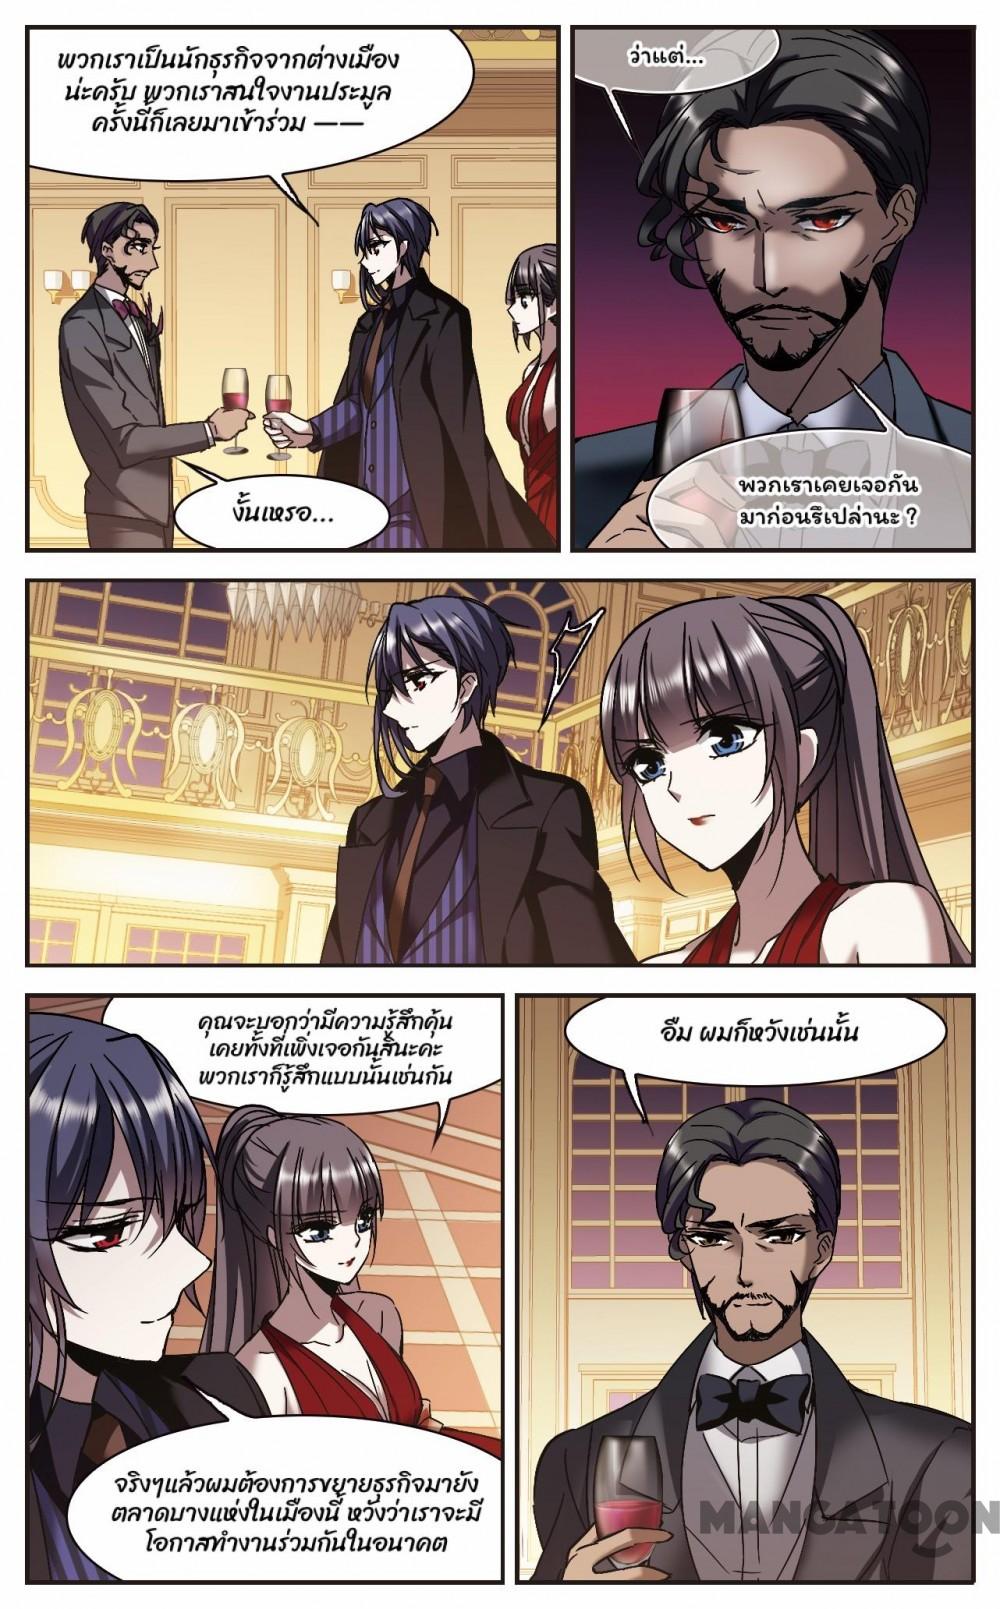 พวกเราเป็นนักธุรกิจจากต่างเมือง
น่ะครับ พวกเราสนใจงานประมูล
ครั้งนี้ก็เลยมาเข้าร่วม ——
งั้นเหรอ...
ว่าแต่...
พวกเราเคยเจอกัน
มาก่อนรึเปล่านะ ?
คุณจะบอกว่ามีความรู้สึกคุ้น
เคยทั้งที่เพิ่งเจอกันสินะคะ
พวกเราก็รู้สึกแบบนั้นเช่นกัน
จริงๆแล้วผมต้องการขยายธุรกิจมายัง
ตลาดบางแห่งในเมืองนี้ หวังว่าเราจะมี
โอกาสทำงานร่วมกันในอนาคต
อืม ผมก็หวังเช่นนั้น
MANGATOON